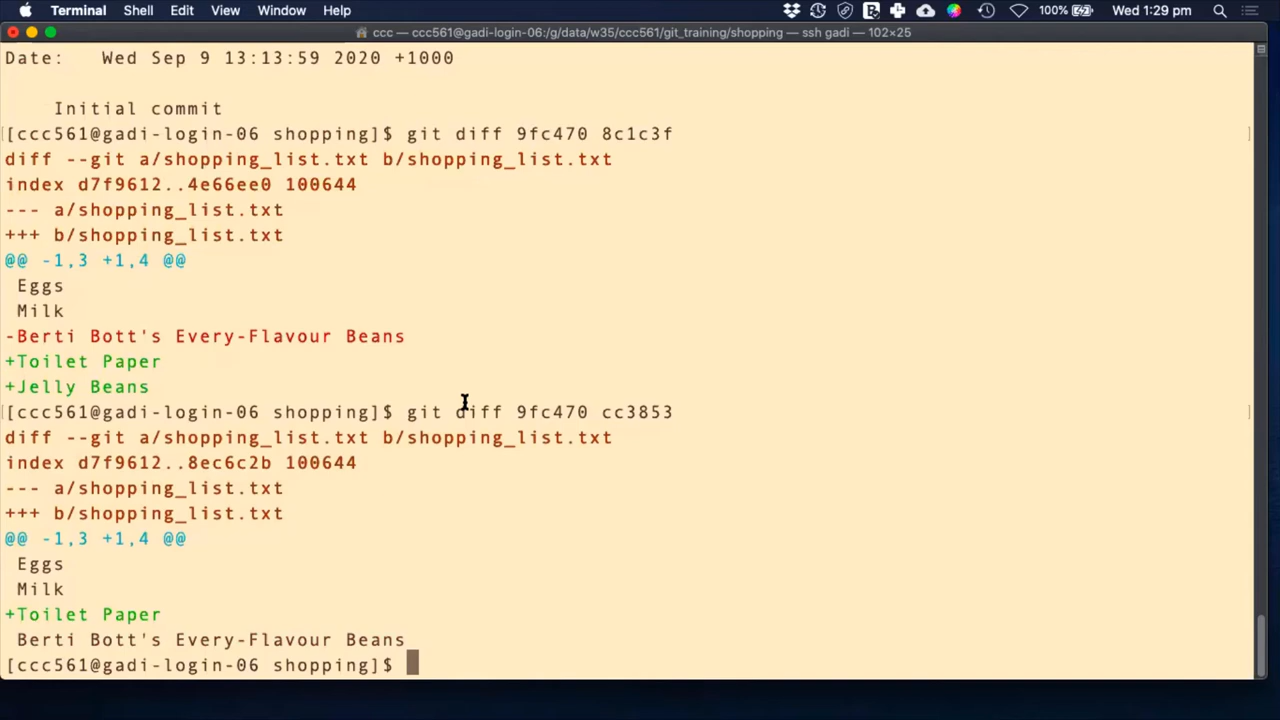 Terminal Shell Edit View Window Help 100% Wed 1:29 pm
ccc — ccc561@gadi-login-06:/g/data/w35/ccc561/git_training/shopping — ssh gadi — 102×25
Date:   Wed Sep 9 13:13:59 2020 +1000
    Initial commit
[ccc561@gadi-login-06 shopping]$ git diff 9fc470 8c1c3f ]
diff --git a/shopping_list.txt b/shopping_list.txt
index d7f9612..4e66ee0 100644
--- a/shopping_list.txt
+++ b/shopping_list.txt
@@ -1,3 +1,4 @@
 Eggs
 Milk
-Berti Bott's Every-Flavour Beans
+Toilet Paper
+Jelly Beans
[ccc561@gadi-login-06 shopping]$ git diff 9fc470 cc3853 ]
diff --git a/shopping_list.txt b/shopping_list.txt
index d7f9612..8ec6c2b 100644
--- a/shopping_list.txt
+++ b/shopping_list.txt
@@ -1,3 +1,4 @@
 Eggs
 Milk
+Toilet Paper
 Berti Bott's Every-Flavour Beans
[ccc561@gadi-login-06 shopping]$